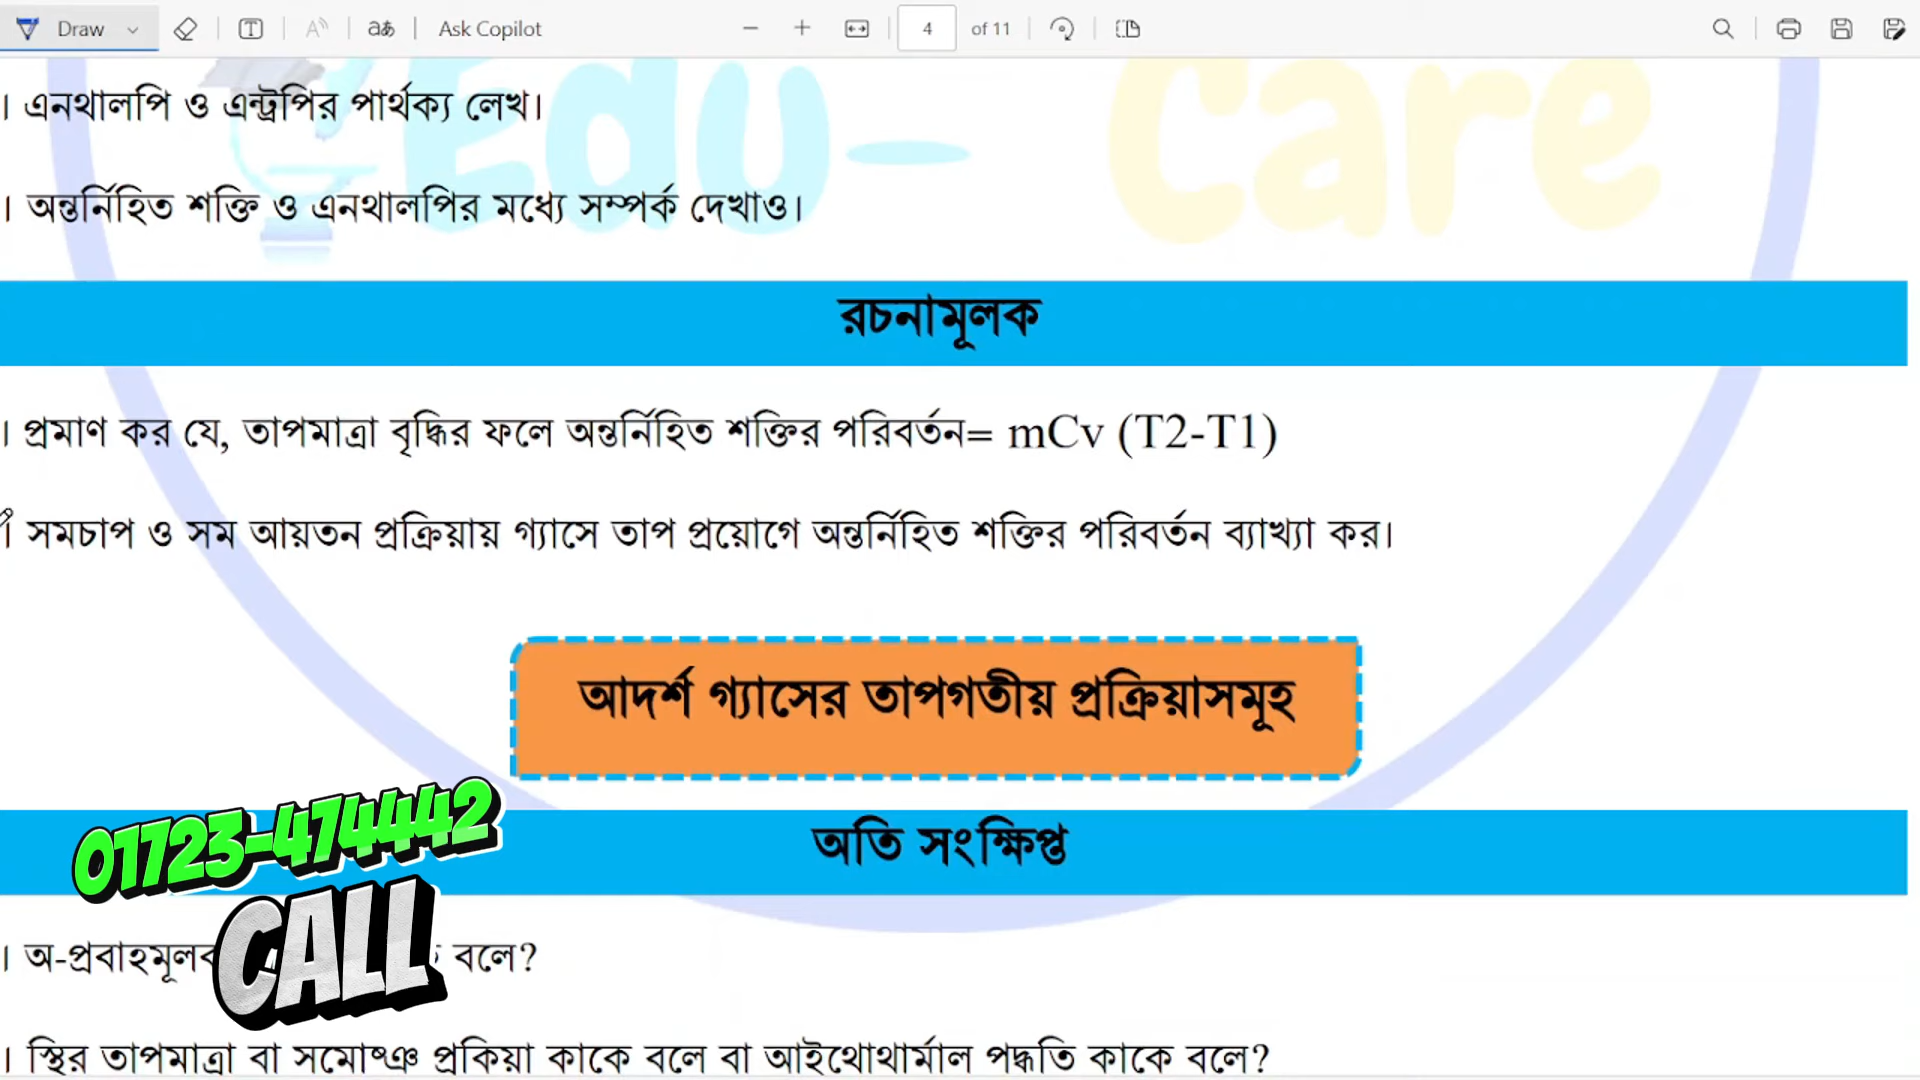 Draw
Ask Copilot
4 of 11
Edu- Care
। এনথালপি ও এন্ট্রপির পার্থক্য লেখ।
। অন্তর্নিহিত শক্তি ও এনথালপির মধ্যে সম্পর্ক দেখাও।
রচনামূলক
। প্রমাণ কর যে, তাপমাত্রা বৃদ্ধির ফলে অন্তর্নিহিত শক্তির পরিবর্তন= mCv (T2-T1)
। সমচাপ ও সম আয়তন প্রক্রিয়ায় গ্যাসে তাপ প্রয়োগে অন্তর্নিহিত শক্তির পরিবর্তন ব্যাখ্যা কর।
আদর্শ গ্যাসের তাপগতীয় প্রক্রিয়াসমূহ
অতি সংক্ষিপ্ত
01723-474442
CALL
। অ-প্রবাহমূলক বলে?
। স্থির তাপমাত্রা বা সমোষ্ঞ প্রকিয়া কাকে বলে বা আইথোথার্মাল পদ্ধতি কাকে বলে?